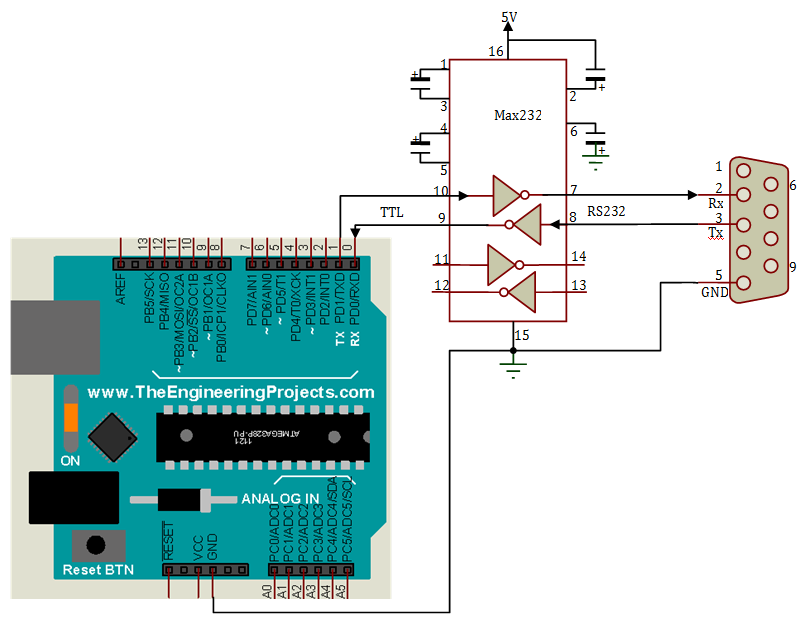 5V
16
1
+
3
4
+
5
2
+
6
+
Max232
10
7
TTL
9
8
RS232
11
14
12
13
15
1
2
Rx
3
Tx
5
GND
6
9
AREF
13
12
11
10
9
8
7
6
5
4
3
2
1
0
PB5/SCK
PB4/MISO
~PB3/MOSI/OC2A
~PB2/SS/OC1B
~PB1/OC1A
PB0/ICP1/CLKO
PD7/AIN1
~PD6/AIN0
~PD5/T1
PD4/T0/XCK
~PD3/INT1
PD2/INT0
PD1/TXD
PD0/RXD
TX
RX
www.TheEngineeringProjects.com
ATMEGA328P-PU
1121
ON
ANALOG IN
Reset BTN
RESET
VCC
GND
PC0/ADC0
PC1/ADC1
PC2/ADC2
PC3/ADC3
PC4/ADC4/SDA
PC5/ADC5/SCL
A0
A1
A2
A3
A4
A5